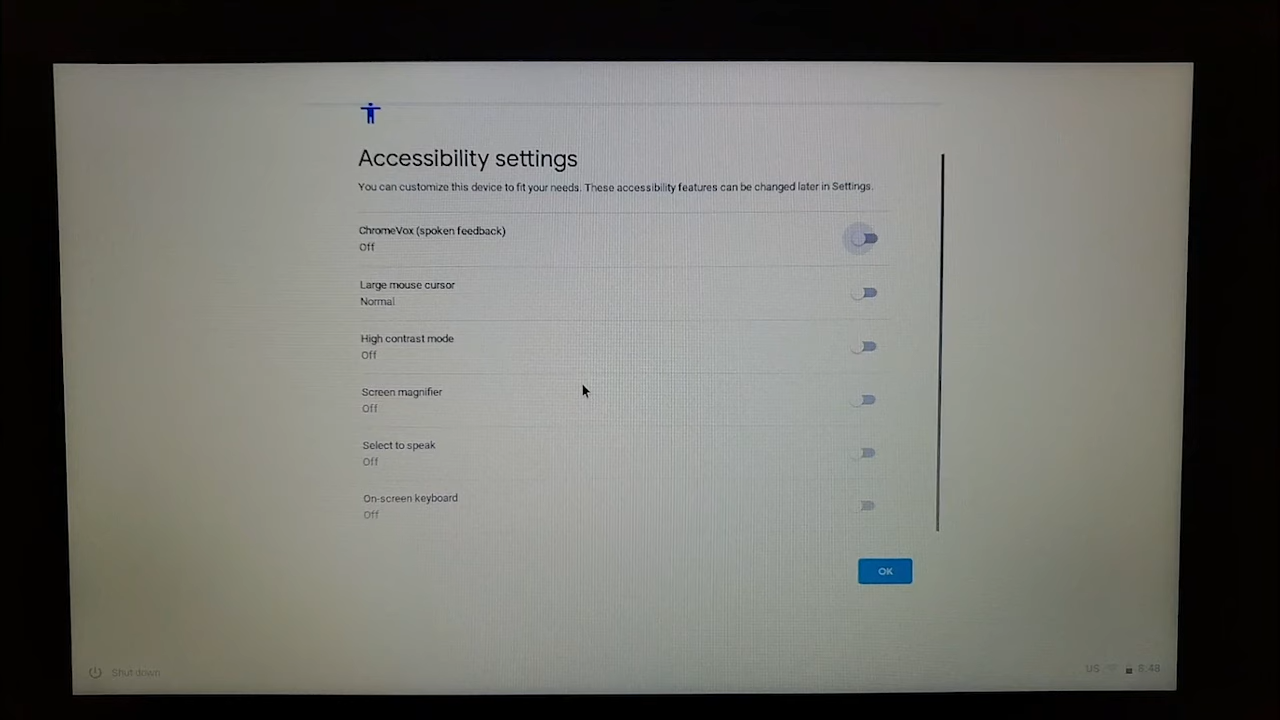 Accessibility settings
You can customize this device to fit your needs. These accessibility features can be changed later in Settings.
ChromeVox (spoken feedback)
Off
Large mouse cursor
Normal
High contrast mode
Off
Screen magnifier
Off
Select to speak
Off
On-screen keyboard
Off
OK
Shut down
US 8:48